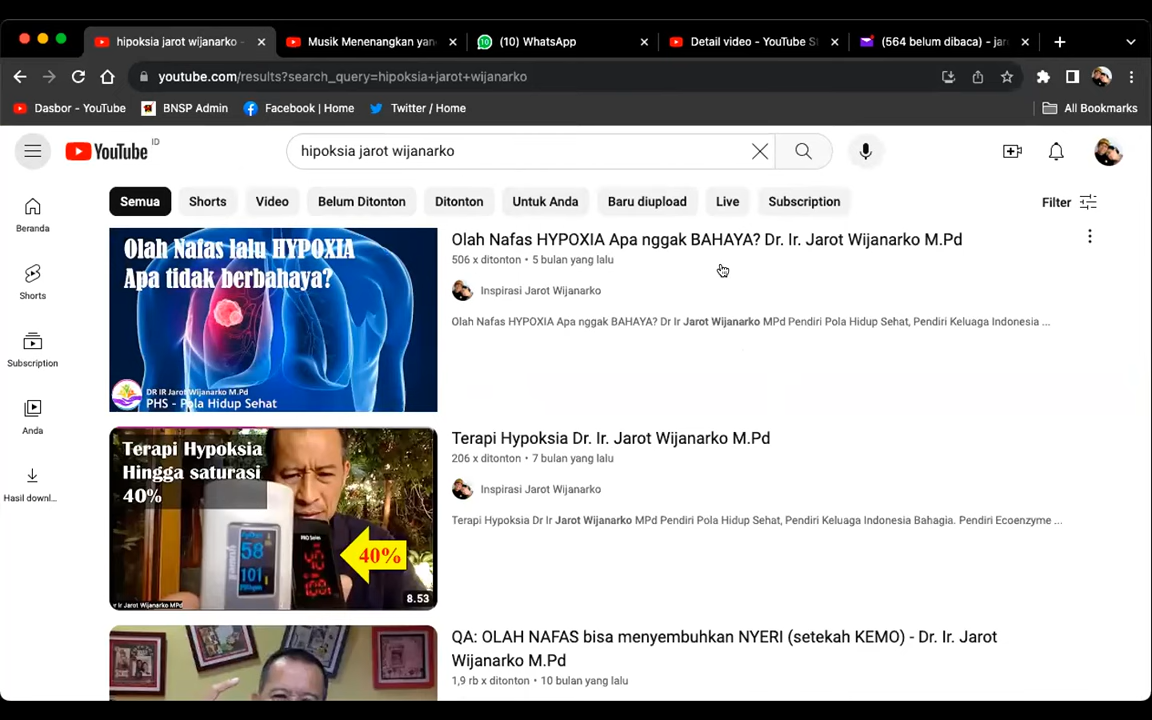 hipoksia jarot wijanarko -
Musik Menenangkan yan
(10) WhatsApp
Detail video - YouTube S
(564 belum dibaca) - jar
youtube.com/results?search_query=hipoksia+jarot+wijanarko
Dasbor - YouTube
BNSP Admin
Facebook | Home
Twitter / Home
All Bookmarks
YouTube ID
hipoksia jarot wijanarko
Semua
Shorts
Video
Belum Ditonton
Ditonton
Untuk Anda
Baru diupload
Live
Subscription
Filter
Beranda
Shorts
Subscription
Anda
Hasil downl...
Olah Nafas lalu HYPOXIA
Apa tidak berbahaya?
DR IR Jarot Wijanarko M.Pd
PHS - Pola Hidup Sehat
Olah Nafas HYPOXIA Apa nggak BAHAYA? Dr. Ir. Jarot Wijanarko M.Pd
506 x ditonton • 5 bulan yang lalu
Inspirasi Jarot Wijanarko
Olah Nafas HYPOXIA Apa nggak BAHAYA? Dr Ir Jarot Wijanarko MPd Pendiri Pola Hidup Sehat, Pendiri Keluaga Indonesia ...
Terapi Hypoksia
Hingga saturasi
40%
58
101
40%
8.53
Ir Jarot Wijanarko MPd
Terapi Hypoksia Dr. Ir. Jarot Wijanarko M.Pd
206 x ditonton • 7 bulan yang lalu
Inspirasi Jarot Wijanarko
Terapi Hypoksia Dr Ir Jarot Wijanarko MPd Pendiri Pola Hidup Sehat, Pendiri Keluaga Indonesia Bahagia. Pendiri Ecoenzyme ...
QA: OLAH NAFAS bisa menyembuhkan NYERI (setekah KEMO) - Dr. Ir. Jarot
Wijanarko M.Pd
1,9 rb x ditonton • 10 bulan yang lalu